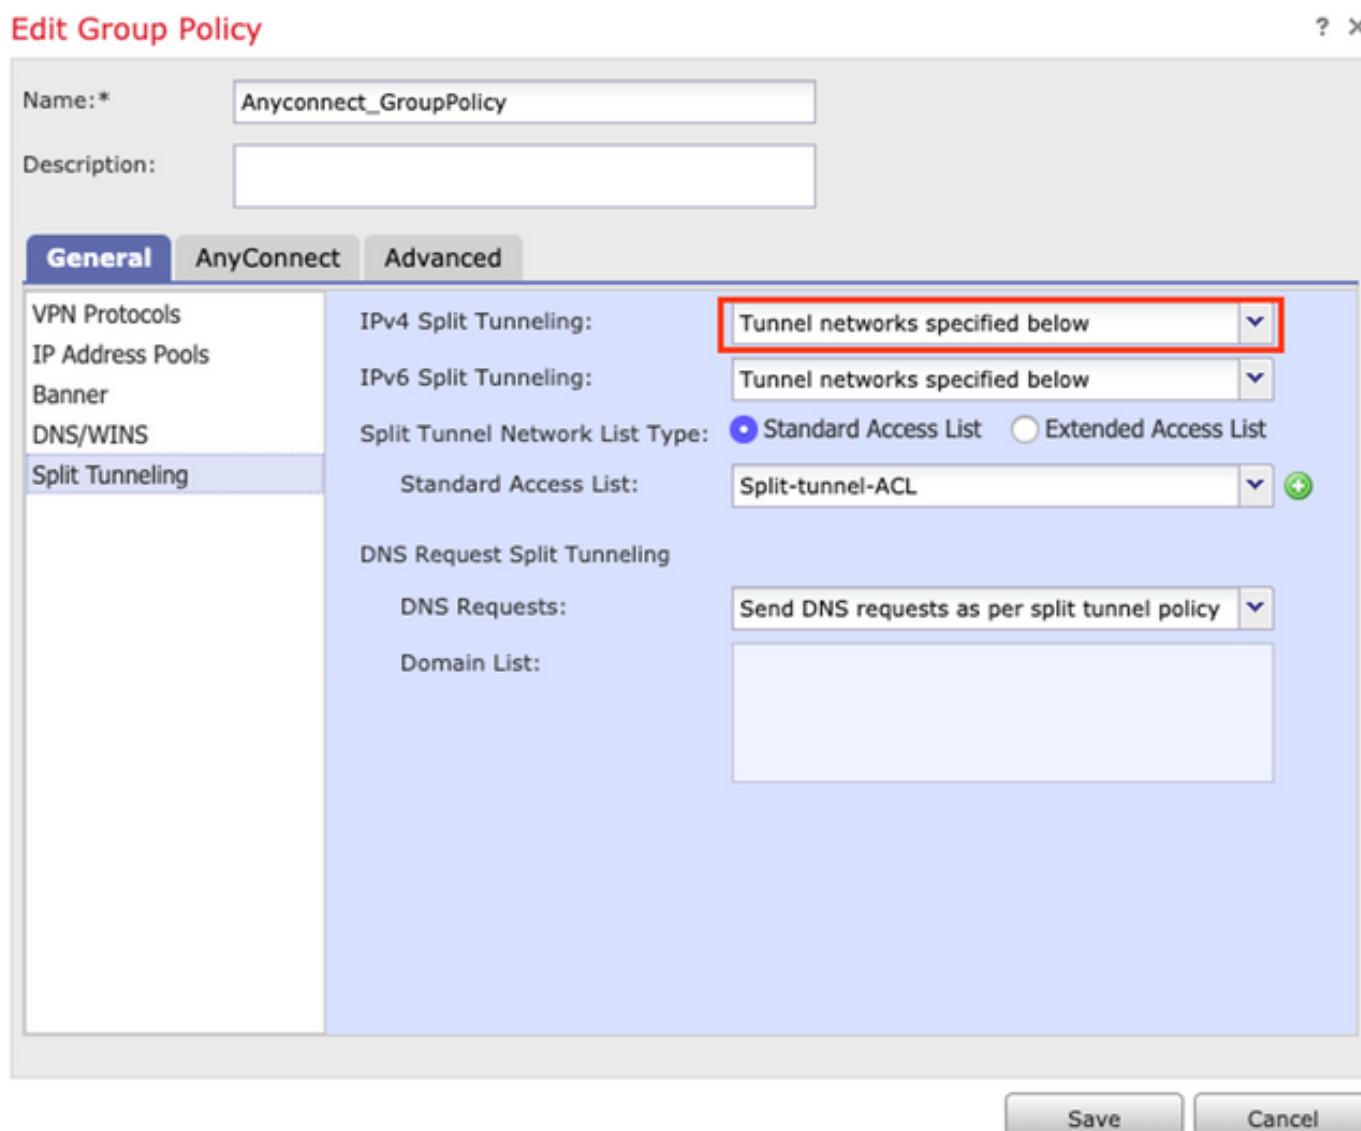 Edit Group Policy ? ×
Name:* Anyconnect_GroupPolicy
Description:
General AnyConnect Advanced
VPN Protocols
IP Address Pools
Banner
DNS/WINS
Split Tunneling
IPv4 Split Tunneling: Tunnel networks specified below
IPv6 Split Tunneling: Tunnel networks specified below
Split Tunnel Network List Type: Standard Access List Extended Access List
Standard Access List: Split-tunnel-ACL
DNS Request Split Tunneling
DNS Requests: Send DNS requests as per split tunnel policy
Domain List:
Save Cancel